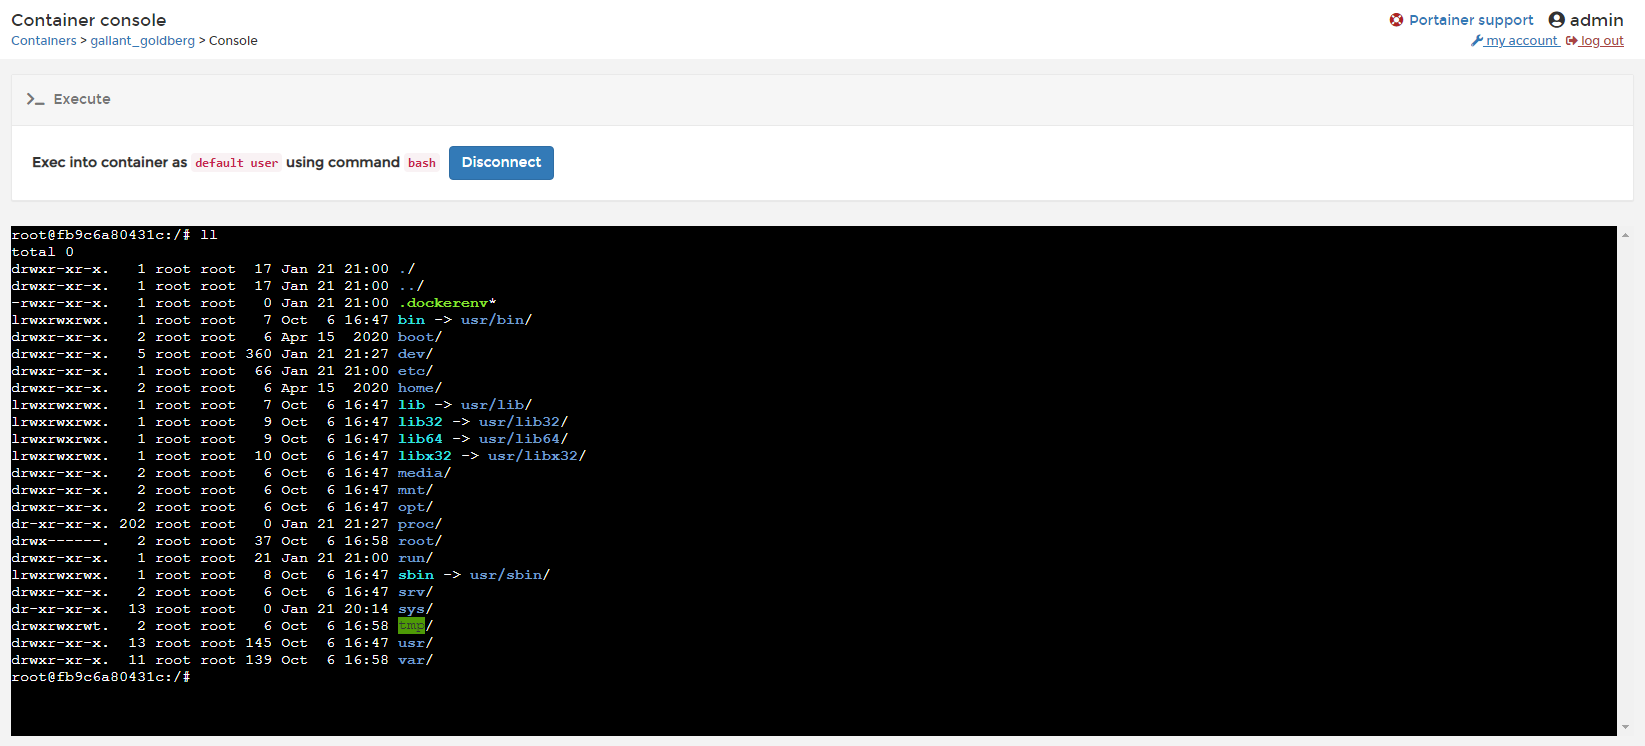 Container console
Portainer support admin
Containers > gallant_goldberg > Console
my account log out
>_ Execute
Exec into container as default user using command bash Disconnect
root@fb9c6a80431c:/# ll
total 0
drwxr-xr-x.   1 root root  17 Jan 21 21:00 ./
drwxr-xr-x.   1 root root  17 Jan 21 21:00 ../
-rwxr-xr-x.   1 root root   0 Jan 21 21:00 .dockerenv*
lrwxrwxrwx.   1 root root   7 Oct  6 16:47 bin -> usr/bin/
drwxr-xr-x.   2 root root   6 Apr 15  2020 boot/
drwxr-xr-x.   5 root root 360 Jan 21 21:27 dev/
drwxr-xr-x.   1 root root  66 Jan 21 21:00 etc/
drwxr-xr-x.   2 root root   6 Apr 15  2020 home/
lrwxrwxrwx.   1 root root   7 Oct  6 16:47 lib -> usr/lib/
lrwxrwxrwx.   1 root root   9 Oct  6 16:47 lib32 -> usr/lib32/
lrwxrwxrwx.   1 root root   9 Oct  6 16:47 lib64 -> usr/lib64/
lrwxrwxrwx.   1 root root  10 Oct  6 16:47 libx32 -> usr/libx32/
drwxr-xr-x.   2 root root   6 Oct  6 16:47 media/
drwxr-xr-x.   2 root root   6 Oct  6 16:47 mnt/
drwxr-xr-x.   2 root root   6 Oct  6 16:47 opt/
dr-xr-xr-x. 202 root root   0 Jan 21 21:27 proc/
drwx------.   2 root root  37 Oct  6 16:58 root/
drwxr-xr-x.   1 root root  21 Jan 21 21:00 run/
lrwxrwxrwx.   1 root root   8 Oct  6 16:47 sbin -> usr/sbin/
drwxr-xr-x.   2 root root   6 Oct  6 16:47 srv/
dr-xr-xr-x.  13 root root   0 Jan 21 20:14 sys/
drwxrwxrwt.   2 root root   6 Oct  6 16:58 tmp/
drwxr-xr-x.  13 root root 145 Oct  6 16:47 usr/
drwxr-xr-x.  11 root root 139 Oct  6 16:58 var/
root@fb9c6a80431c:/#